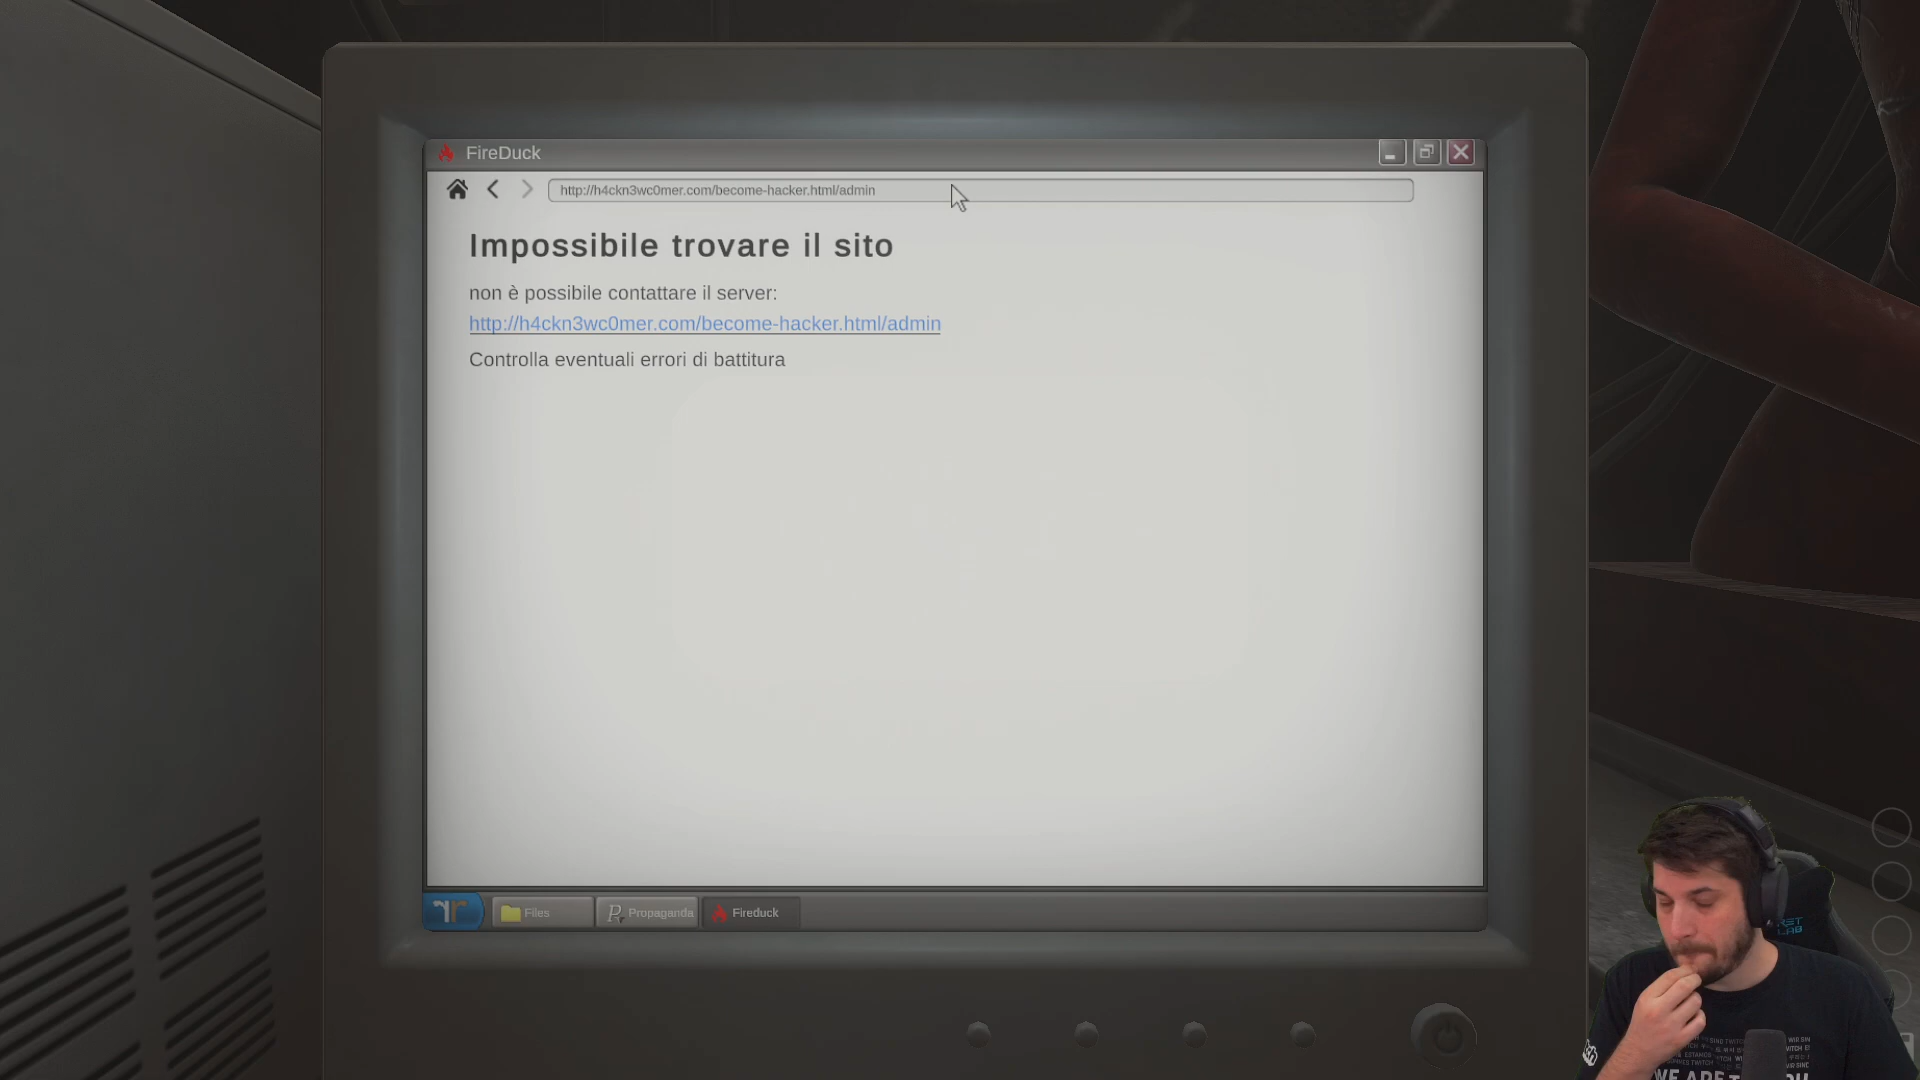 FireDuck
http://h4ckn3wc0mer.com/become-hacker.html/admin
Impossibile trovare il sito
non è possibile contattare il server:
http://h4ckn3wc0mer.com/become-hacker.html/admin
Controlla eventuali errori di battitura
Files
Propaganda
Fireduck
LAB